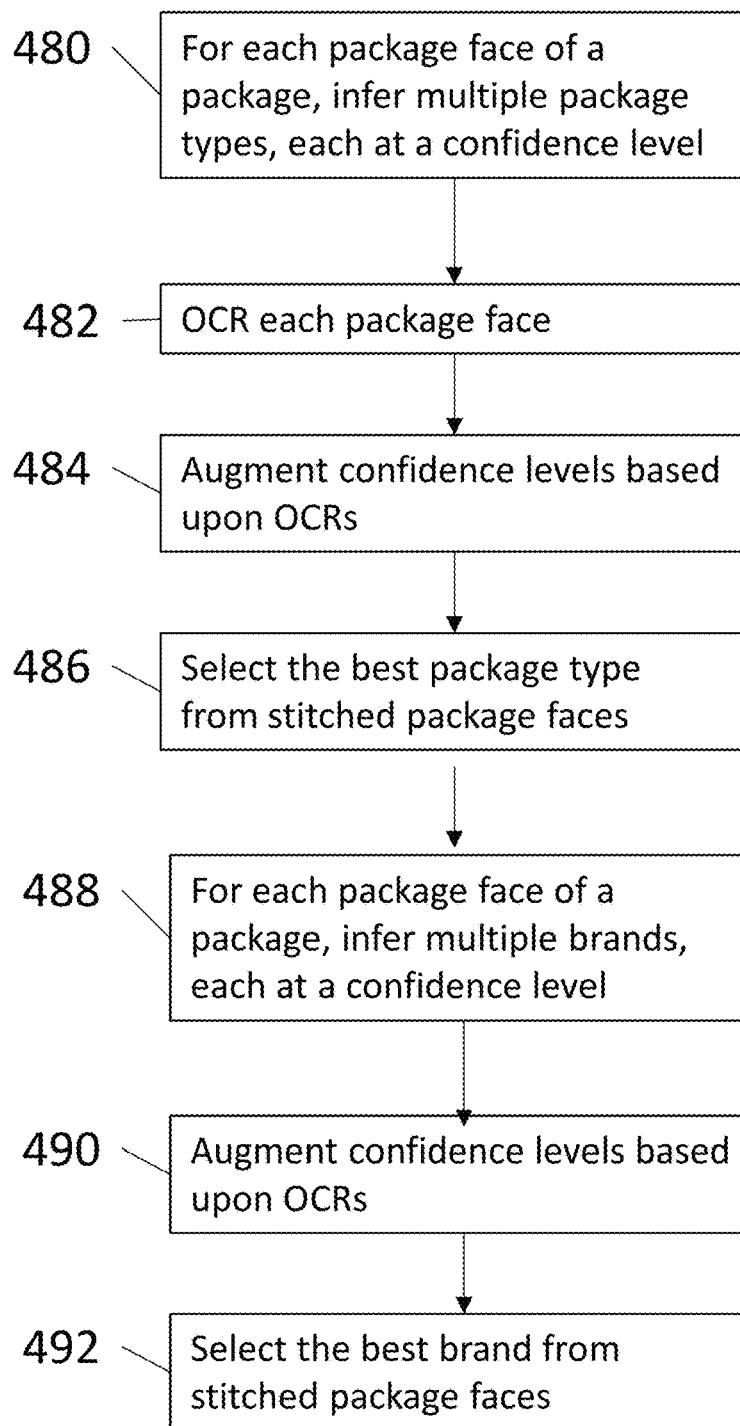 480
For each package face of a
package, infer multiple package
types, each at a confidence level
482
OCR each package face
484
Augment confidence levels based
upon OCRs
486
Select the best package type
from stitched package faces
488
For each package face of a
package, infer multiple brands,
each at a confidence level
490
Augment confidence levels based
upon OCRs
492
Select the best brand from
stitched package faces